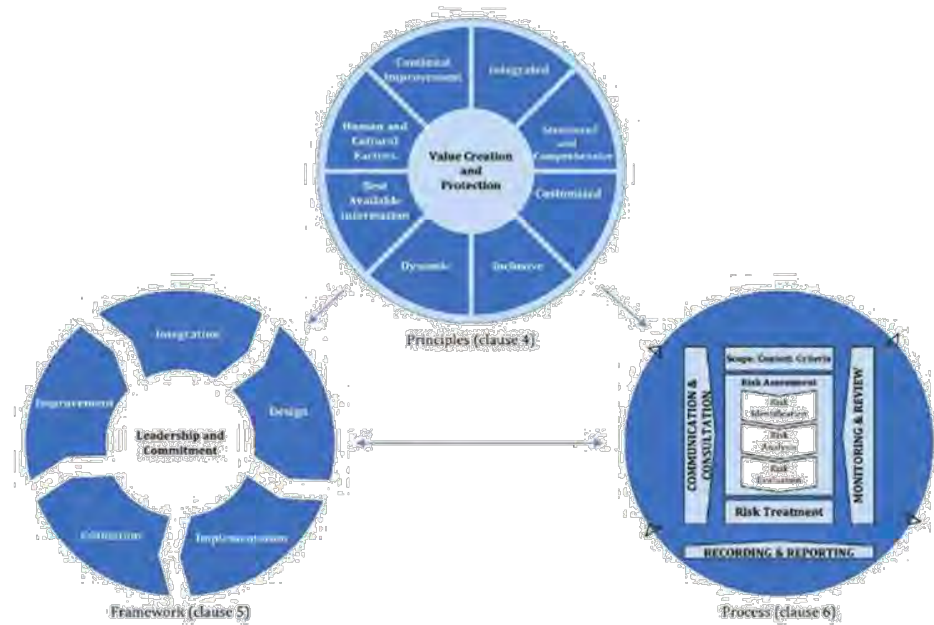 Continual
Improvement
Integrated
Human and
Cultural
Factors
Structured
and
Comprehensive
Value Creation
and
Protection
Best
Available
Information
Customized
Dynamic
Inclusive
Principles (clause 4)
Integration
Improvement
Design
Leadership and
Commitment
Evaluation
Implementation
Framework (clause 5)
Scope, Context, Criteria
Risk Assessment
Risk
Identification
Risk
Analysis
Risk
Evaluation
Risk Treatment
COMMUNICATION &
CONSULTATION
MONITORING & REVIEW
RECORDING & REPORTING
Process (clause 6)